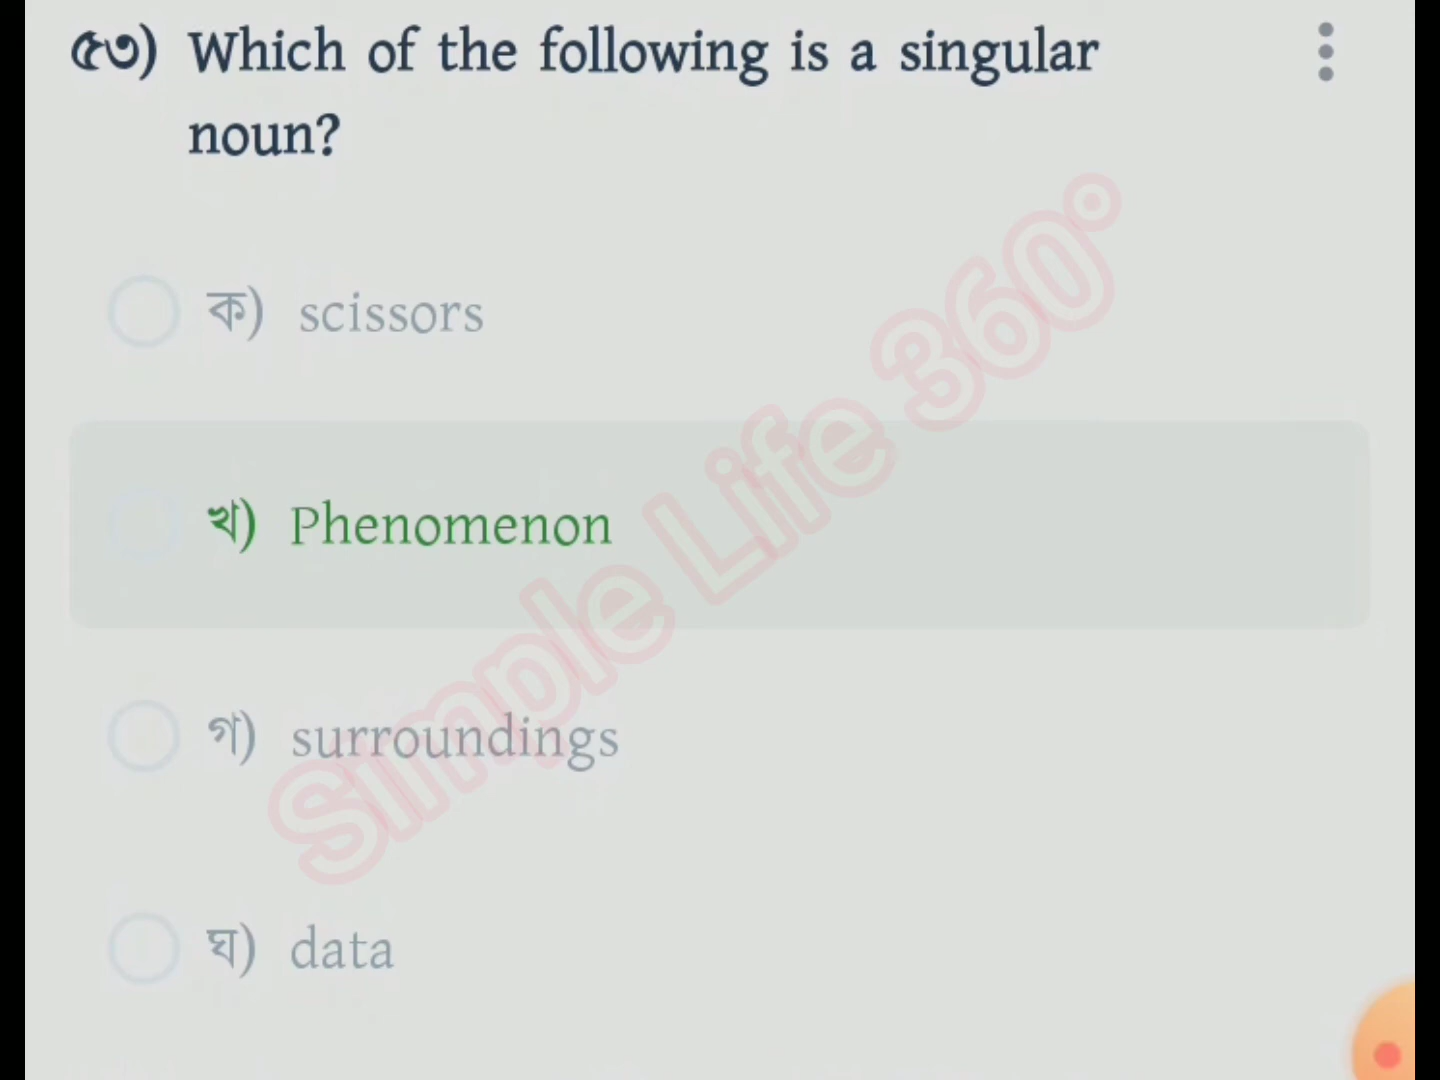 ৫৩) Which of the following is a singular
noun?
ক) scissors
খ) Phenomenon
গ) surroundings
ঘ) data
Simple Life 360°